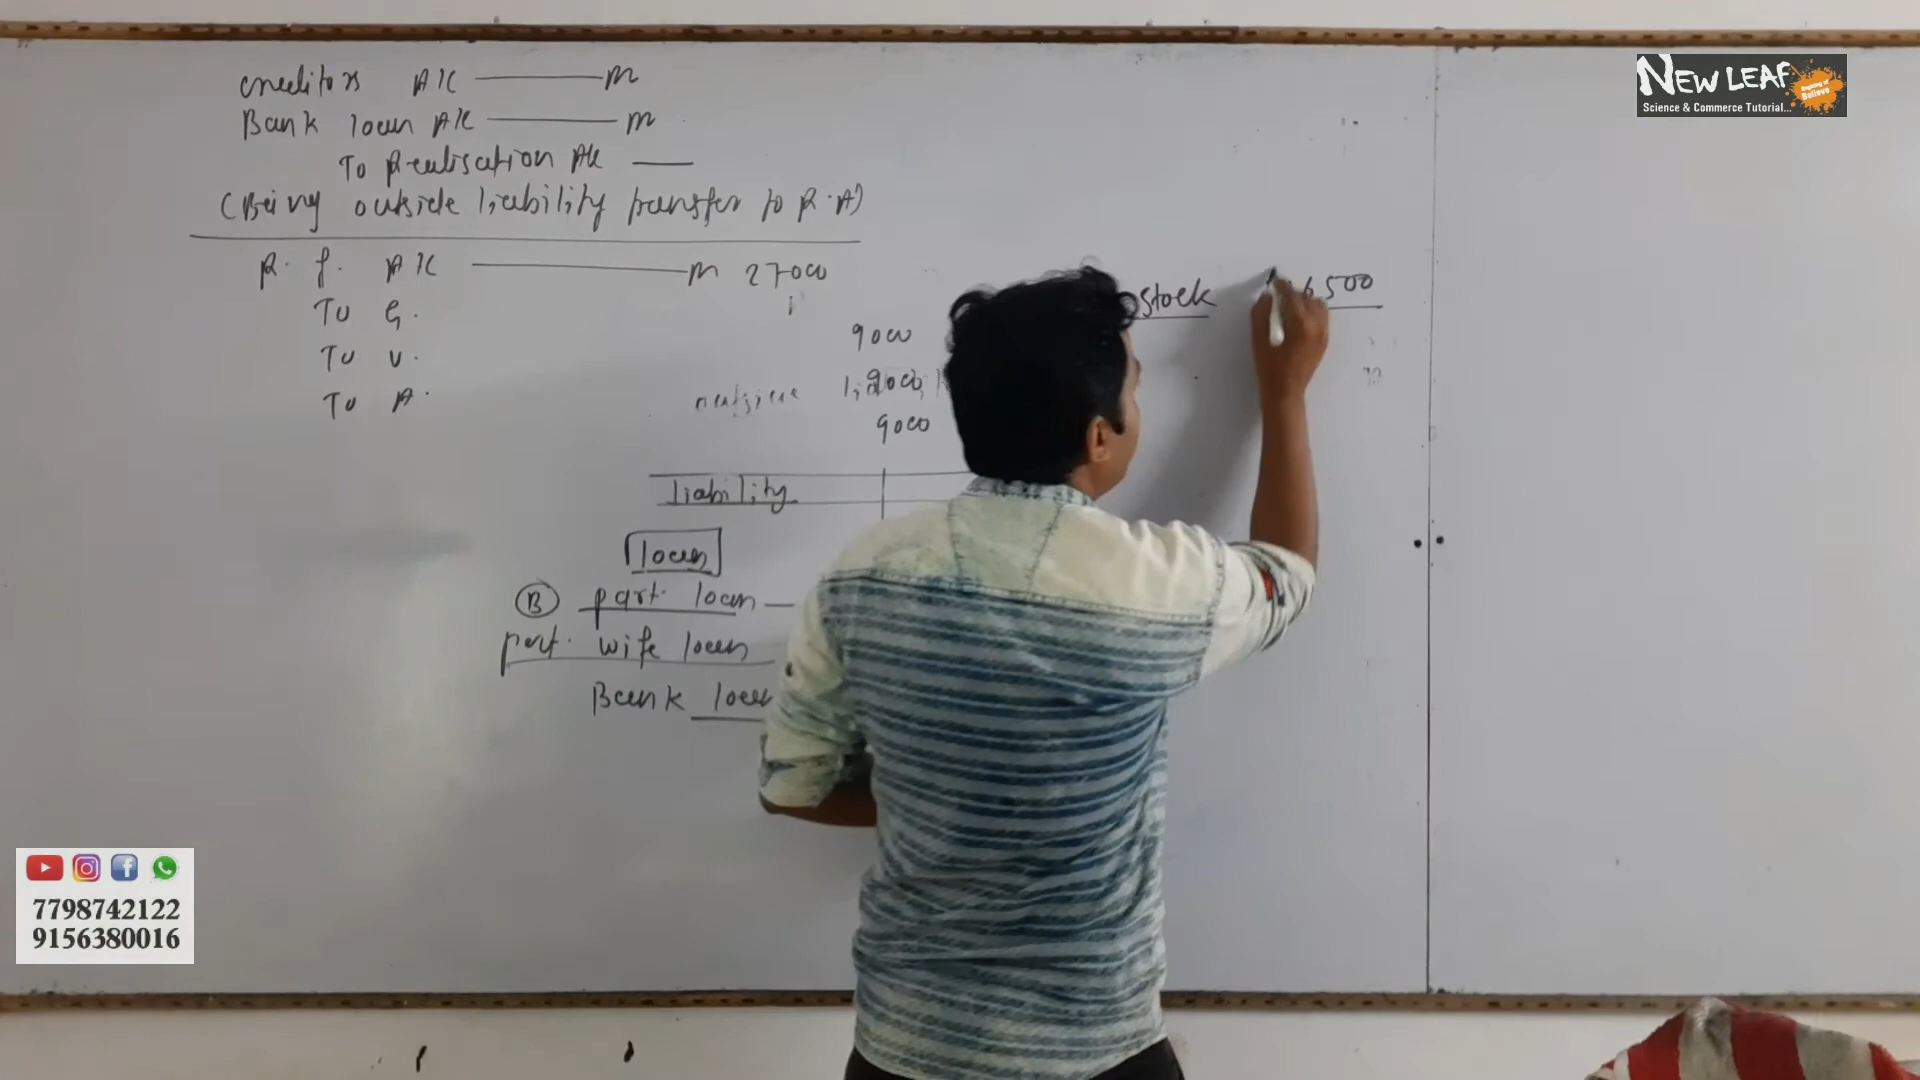 creditors A/c ——— Dr
Bank loan A/c ——— Dr
To Realisation A/c ——
(Being outside liability transfer to R.A)
R. f. A/c ——— Dr 27000
To G.
To V.
To A.
9000
9000
9000
outside
stock 6500
liability
loan
(B) part. loan —
part. wife loan
Bank loan
NEW LEAF
Science & Commerce Tutorial...
7798742122
9156380016